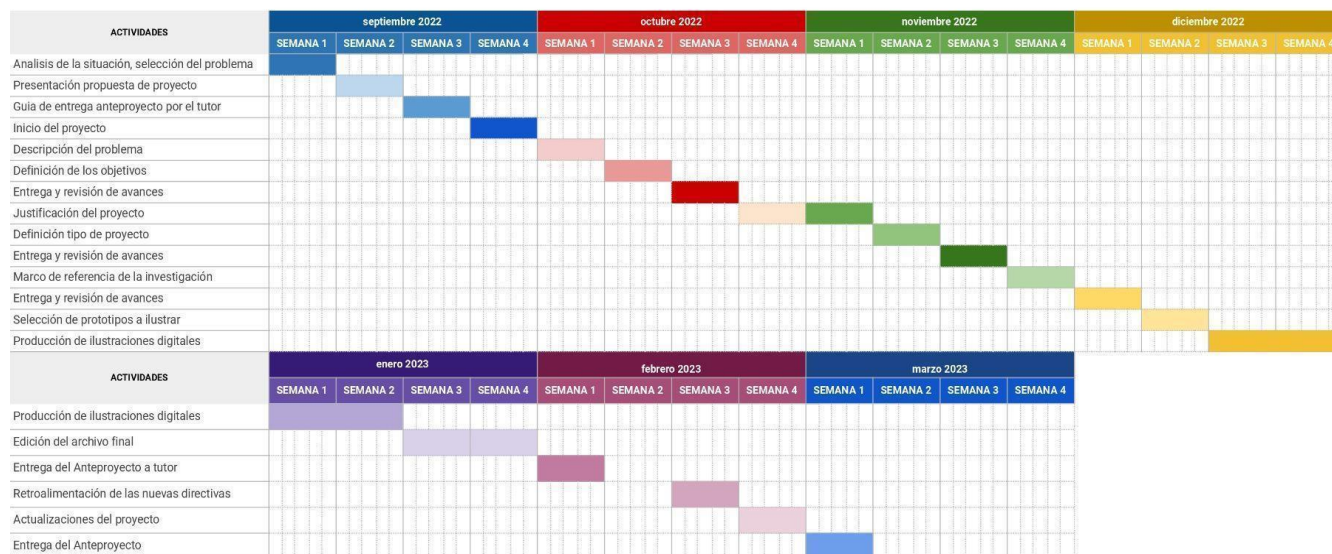 ACTIVIDADES
septiembre 2022 octubre 2022 noviembre 2022 diciembre 2022
SEMANA 1 SEMANA 2 SEMANA 3 SEMANA 4 SEMANA 1 SEMANA 2 SEMANA 3 SEMANA 4 SEMANA 1 SEMANA 2 SEMANA 3 SEMANA 4 SEMANA 1 SEMANA 2 SEMANA 3 SEMANA 4
Analisis de la situación, selección del problema
Presentación propuesta de proyecto
Guia de entrega anteproyecto por el tutor
Inicio del proyecto
Descripción del problema
Definición de los objetivos
Entrega y revisión de avances
Justificación del proyecto
Definición tipo de proyecto
Entrega y revisión de avances
Marco de referencia de la investigación
Entrega y revisión de avances
Selección de prototipos a ilustrar
Producción de ilustraciones digitales
ACTIVIDADES
enero 2023 febrero 2023 marzo 2023
SEMANA 1 SEMANA 2 SEMANA 3 SEMANA 4 SEMANA 1 SEMANA 2 SEMANA 3 SEMANA 4 SEMANA 1 SEMANA 2 SEMANA 3 SEMANA 4
Producción de ilustraciones digitales
Edición del archivo final
Entrega del Anteproyecto a tutor
Retroalimentación de las nuevas directivas
Actualizaciones del proyecto
Entrega del Anteproyecto